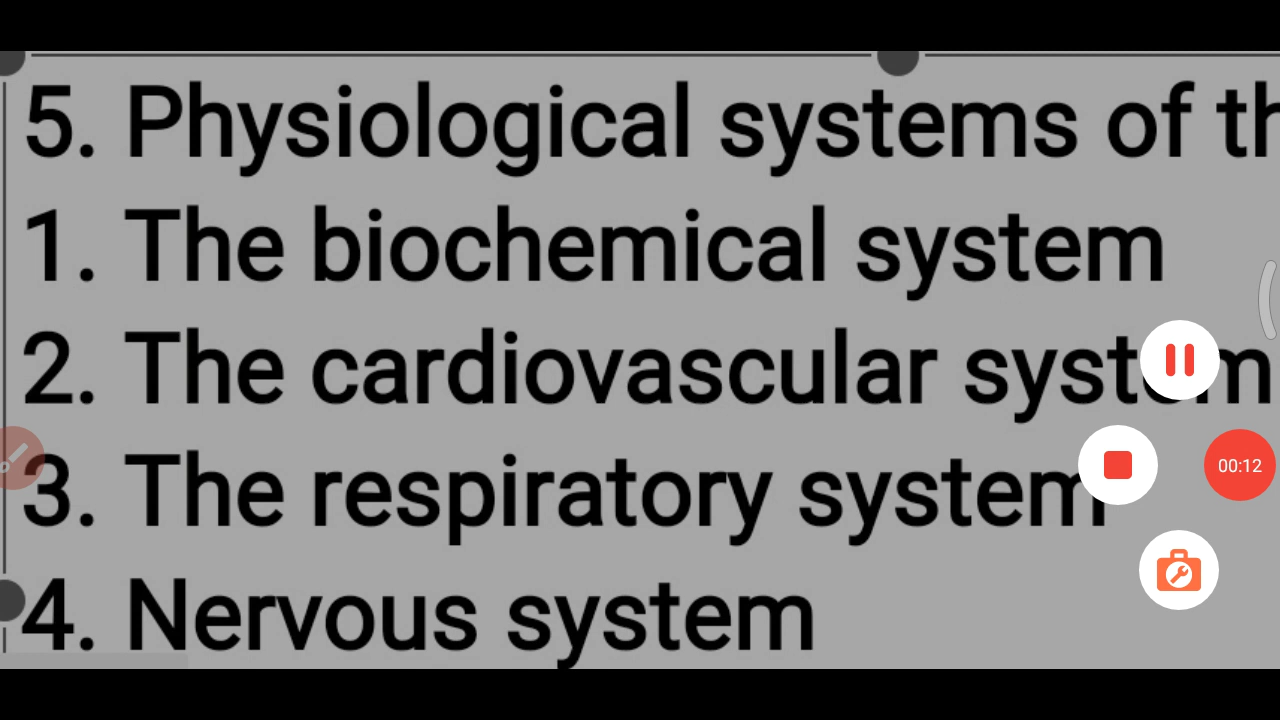 5. Physiological systems of th
1. The biochemical system
2. The cardiovascular system
3. The respiratory system
00:12
4. Nervous system